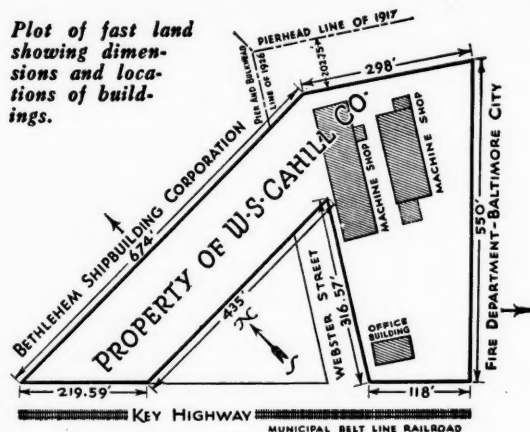 Plot of fast land
showing dimen-
sions and loca-
tions of build-
ings.
PIERHEAD LINE OF 1917
PIER AND BULKHEAD
LINE OF 1926
202.75'
298'
BETHLEHEM SHIPBUILDING CORPORATION
674'
PROPERTY OF W·S·CAHILL CO.
MACHINE SHOP
MACHINE SHOP
550'
FIRE DEPARTMENT-BALTIMORE CITY
435'
WEBSTER STREET
316.57'
N
S
OFFICE
BUILDING
219.59'
118'
KEY HIGHWAY
MUNICIPAL BELT LINE RAILROAD